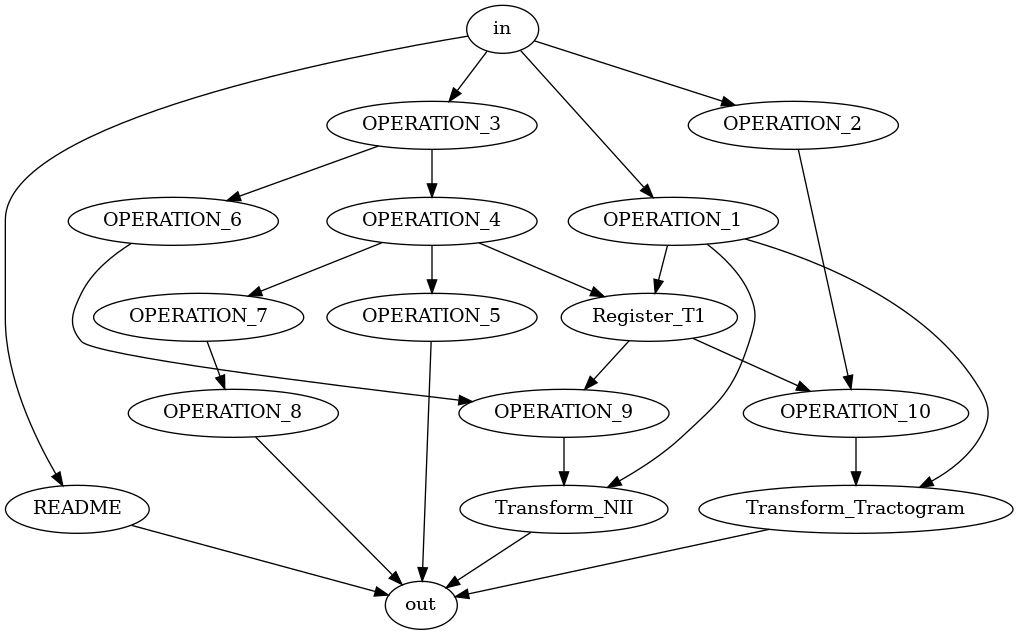 in
OPERATION_3
OPERATION_2
OPERATION_6
OPERATION_4
OPERATION_1
OPERATION_7
OPERATION_5
Register_T1
OPERATION_8
OPERATION_9
OPERATION_10
README
Transform_NII
Transform_Tractogram
out